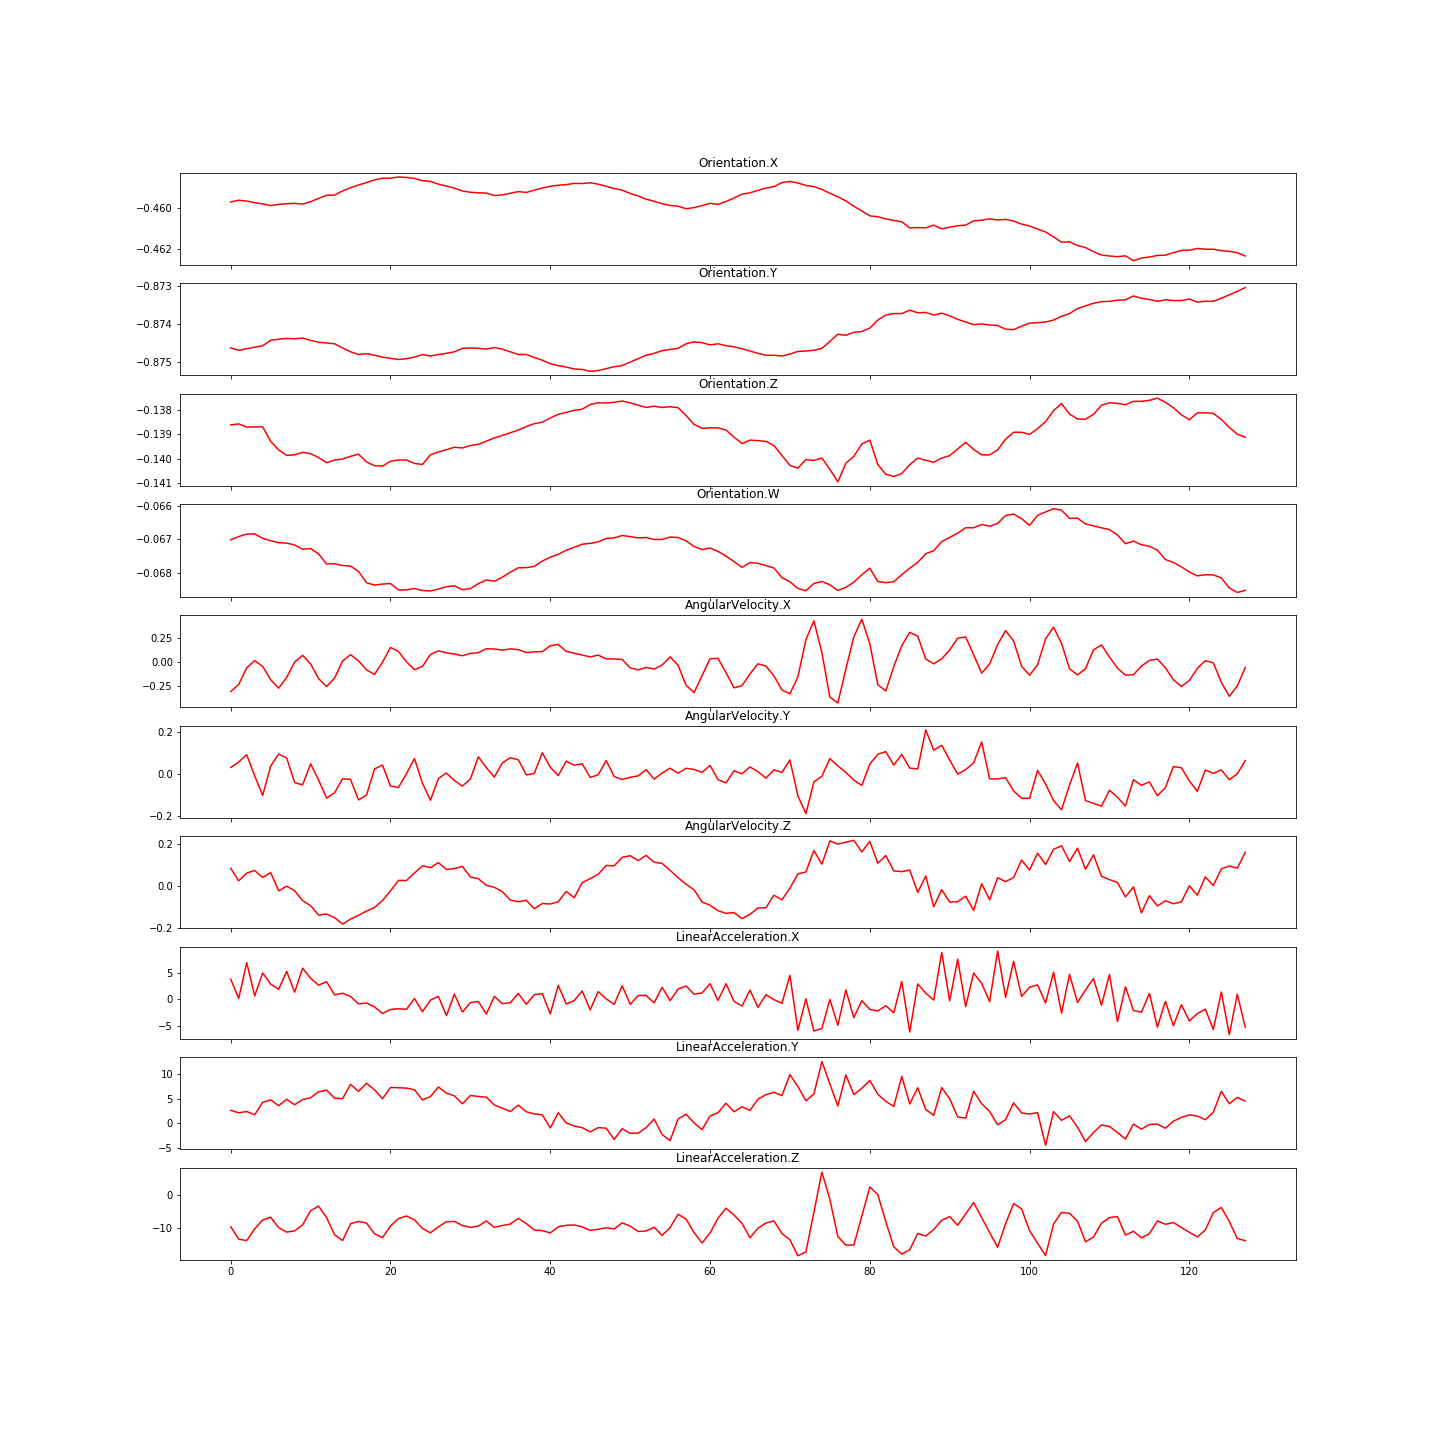 Orientation.X
−0.460
−0.462
Orientation.Y
−0.873
−0.874
−0.875
Orientation.Z
−0.138
−0.139
−0.140
−0.141
Orientation.W
−0.066
−0.067
−0.068
AngularVelocity.X
0.25
0.00
−0.25
AngularVelocity.Y
0.2
0.0
−0.2
AngularVelocity.Z
0.2
0.0
−0.2
LinearAcceleration.X
5
0
−5
LinearAcceleration.Y
10
5
0
−5
LinearAcceleration.Z
0
−10
0 20 40 60 80 100 120